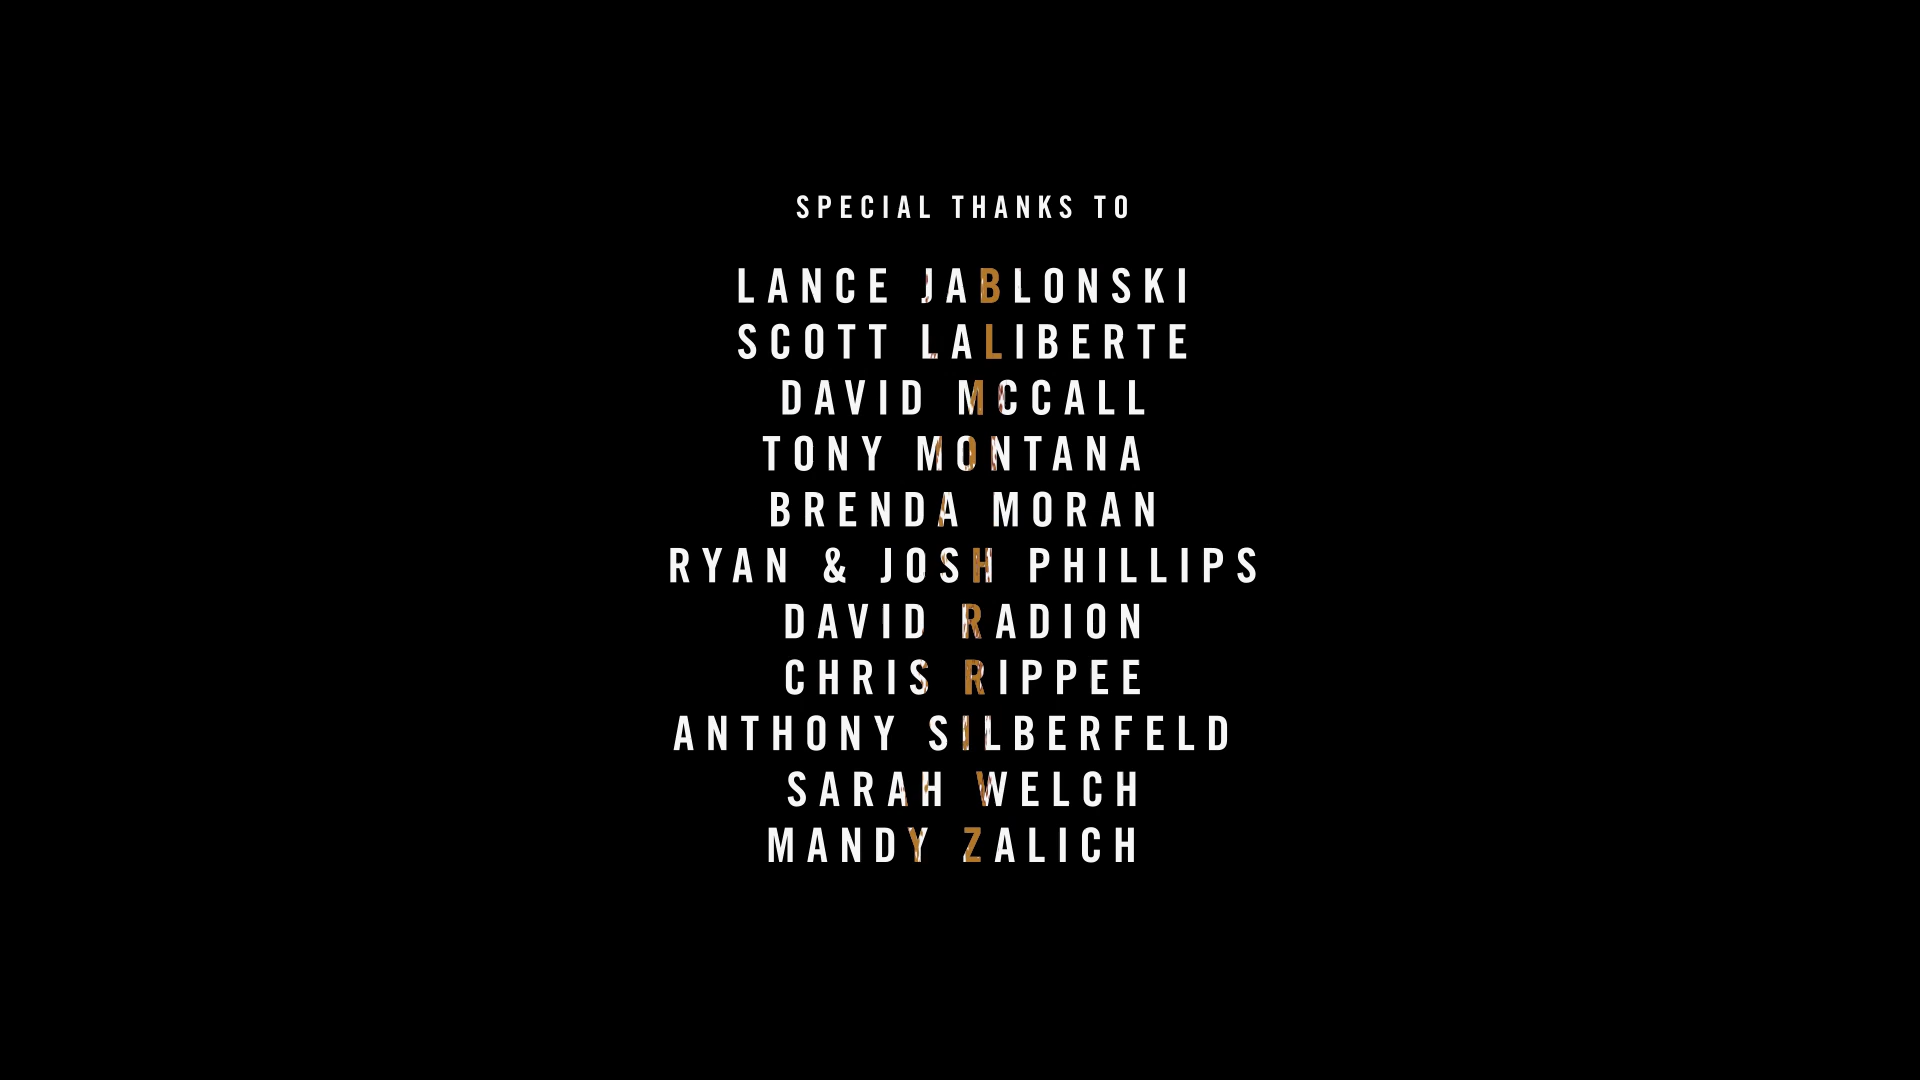 SPECIAL THANKS TO
LANCE JABLONSKI
SCOTT LALIBERTE
DAVID MCCALL
TONY MONTANA
BRENDA MORAN
RYAN & JOSH PHILLIPS
DAVID RADION
CHRIS RIPPEE
ANTHONY SILBERFELD
SARAH WELCH
MANDY ZALICH